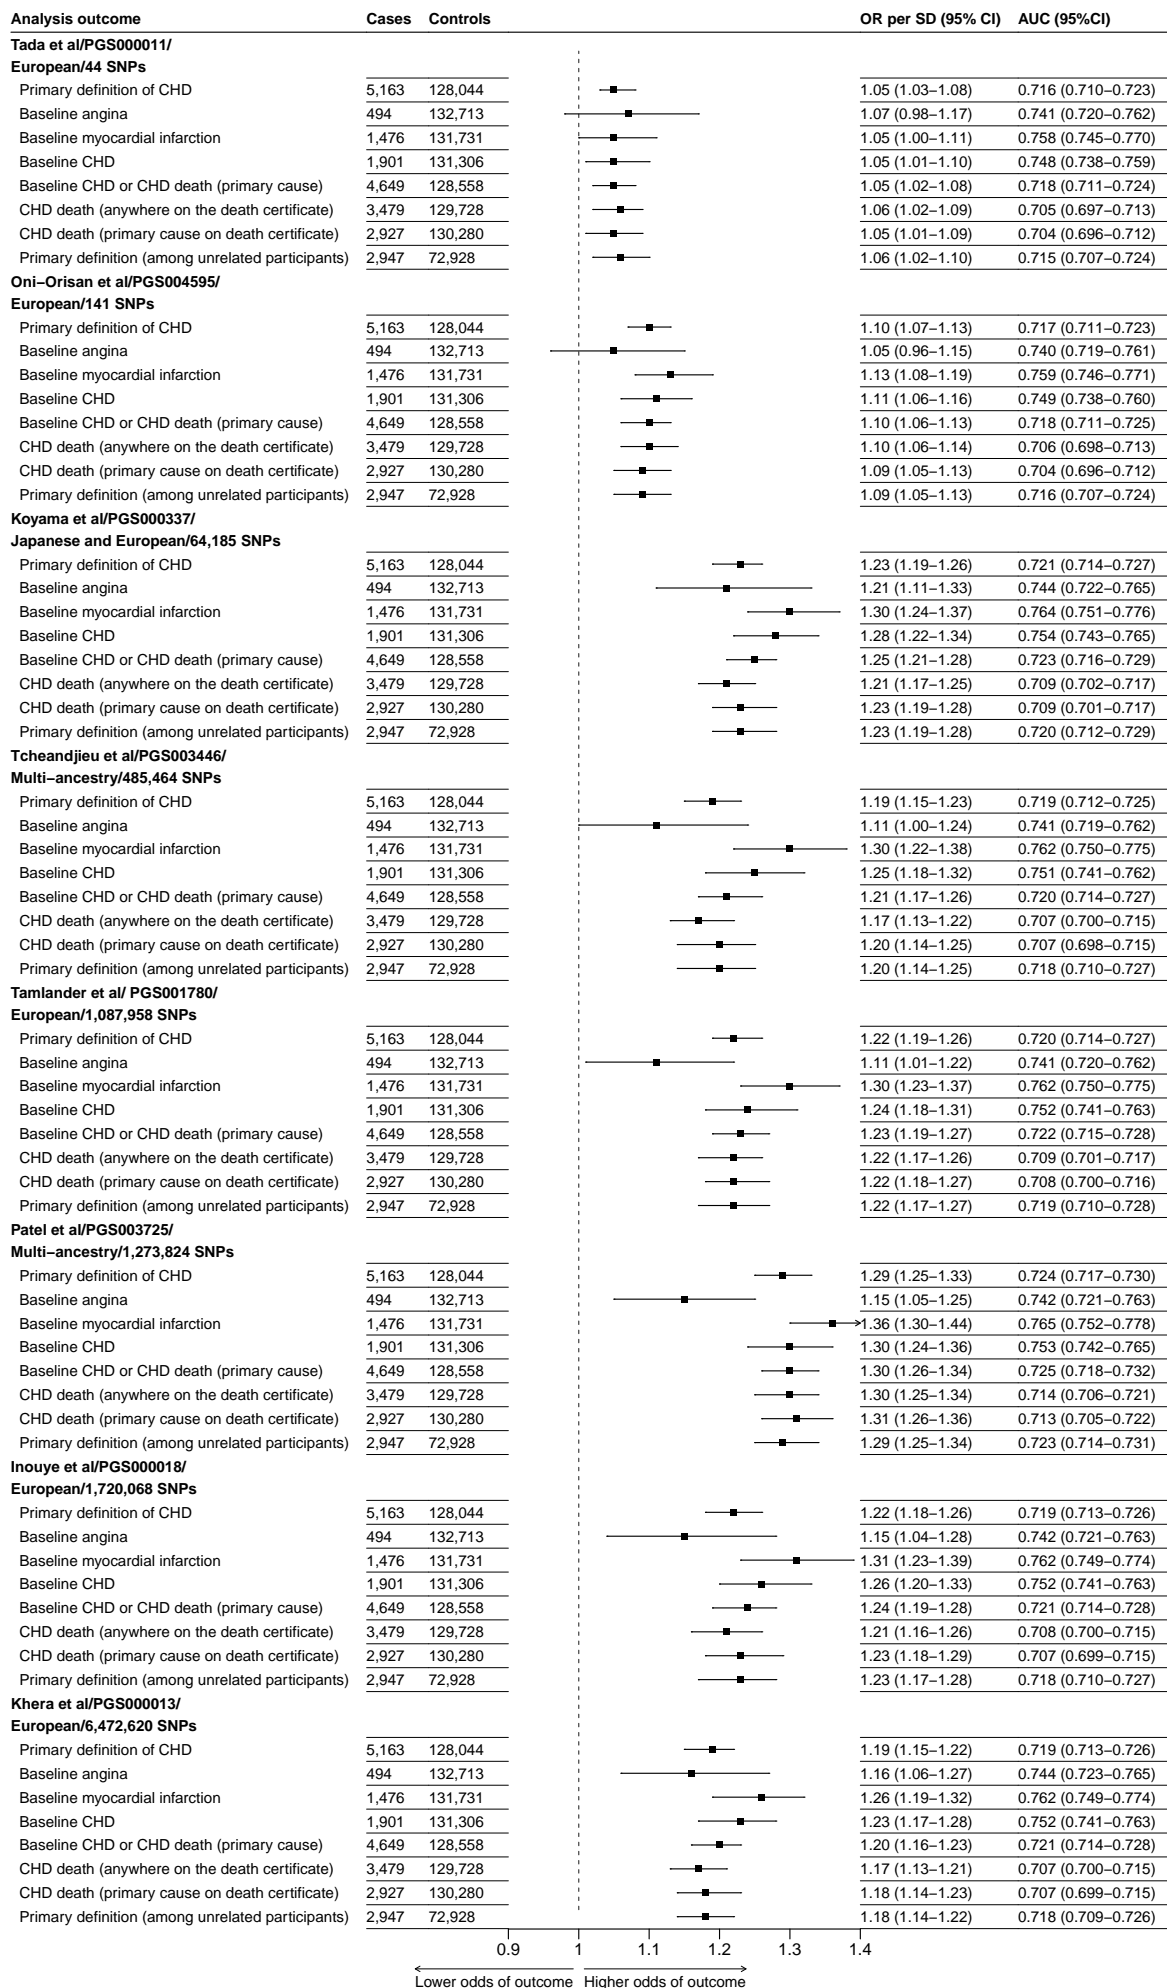 Analysis outcome Cases Controls OR per SD (95% CI) AUC (95%CI)
Tada et al/PGS000011/
European/44 SNPs
Primary definition of CHD 5,163 128,044 1.05 (1.03−1.08) 0.716 (0.710−0.723)
Baseline angina 494 132,713 1.07 (0.98−1.17) 0.741 (0.720−0.762)
Baseline myocardial infarction 1,476 131,731 1.05 (1.00−1.11) 0.758 (0.745−0.770)
Baseline CHD 1,901 131,306 1.05 (1.01−1.10) 0.748 (0.738−0.759)
Baseline CHD or CHD death (primary cause) 4,649 128,558 1.05 (1.02−1.08) 0.718 (0.711−0.724)
CHD death (anywhere on the death certificate) 3,479 129,728 1.06 (1.02−1.09) 0.705 (0.697−0.713)
CHD death (primary cause on death certificate) 2,927 130,280 1.05 (1.01−1.09) 0.704 (0.696−0.712)
Primary definition (among unrelated participants) 2,947 72,928 1.06 (1.02−1.10) 0.715 (0.707−0.724)
Oni−Orisan et al/PGS004595/
European/141 SNPs
Primary definition of CHD 5,163 128,044 1.10 (1.07−1.13) 0.717 (0.711−0.723)
Baseline angina 494 132,713 1.05 (0.96−1.15) 0.740 (0.719−0.761)
Baseline myocardial infarction 1,476 131,731 1.13 (1.08−1.19) 0.759 (0.746−0.771)
Baseline CHD 1,901 131,306 1.11 (1.06−1.16) 0.749 (0.738−0.760)
Baseline CHD or CHD death (primary cause) 4,649 128,558 1.10 (1.06−1.13) 0.718 (0.711−0.725)
CHD death (anywhere on the death certificate) 3,479 129,728 1.10 (1.06−1.14) 0.706 (0.698−0.713)
CHD death (primary cause on death certificate) 2,927 130,280 1.09 (1.05−1.13) 0.704 (0.696−0.712)
Primary definition (among unrelated participants) 2,947 72,928 1.09 (1.05−1.13) 0.716 (0.707−0.724)
Koyama et al/PGS000337/
Japanese and European/64,185 SNPs
Primary definition of CHD 5,163 128,044 1.23 (1.19−1.26) 0.721 (0.714−0.727)
Baseline angina 494 132,713 1.21 (1.11−1.33) 0.744 (0.722−0.765)
Baseline myocardial infarction 1,476 131,731 1.30 (1.24−1.37) 0.764 (0.751−0.776)
Baseline CHD 1,901 131,306 1.28 (1.22−1.34) 0.754 (0.743−0.765)
Baseline CHD or CHD death (primary cause) 4,649 128,558 1.25 (1.21−1.28) 0.723 (0.716−0.729)
CHD death (anywhere on the death certificate) 3,479 129,728 1.21 (1.17−1.25) 0.709 (0.702−0.717)
CHD death (primary cause on death certificate) 2,927 130,280 1.23 (1.19−1.28) 0.709 (0.701−0.717)
Primary definition (among unrelated participants) 2,947 72,928 1.23 (1.19−1.28) 0.720 (0.712−0.729)
Tcheandjieu et al/PGS003446/
Multi−ancestry/485,464 SNPs
Primary definition of CHD 5,163 128,044 1.19 (1.15−1.23) 0.719 (0.712−0.725)
Baseline angina 494 132,713 1.11 (1.00−1.24) 0.741 (0.719−0.762)
Baseline myocardial infarction 1,476 131,731 1.30 (1.22−1.38) 0.762 (0.750−0.775)
Baseline CHD 1,901 131,306 1.25 (1.18−1.32) 0.751 (0.741−0.762)
Baseline CHD or CHD death (primary cause) 4,649 128,558 1.21 (1.17−1.26) 0.720 (0.714−0.727)
CHD death (anywhere on the death certificate) 3,479 129,728 1.17 (1.13−1.22) 0.707 (0.700−0.715)
CHD death (primary cause on death certificate) 2,927 130,280 1.20 (1.14−1.25) 0.707 (0.698−0.715)
Primary definition (among unrelated participants) 2,947 72,928 1.20 (1.14−1.25) 0.718 (0.710−0.727)
Tamlander et al/ PGS001780/
European/1,087,958 SNPs
Primary definition of CHD 5,163 128,044 1.22 (1.19−1.26) 0.720 (0.714−0.727)
Baseline angina 494 132,713 1.11 (1.01−1.22) 0.741 (0.720−0.762)
Baseline myocardial infarction 1,476 131,731 1.30 (1.23−1.37) 0.762 (0.750−0.775)
Baseline CHD 1,901 131,306 1.24 (1.18−1.31) 0.752 (0.741−0.763)
Baseline CHD or CHD death (primary cause) 4,649 128,558 1.23 (1.19−1.27) 0.722 (0.715−0.728)
CHD death (anywhere on the death certificate) 3,479 129,728 1.22 (1.17−1.26) 0.709 (0.701−0.717)
CHD death (primary cause on death certificate) 2,927 130,280 1.22 (1.18−1.27) 0.708 (0.700−0.716)
Primary definition (among unrelated participants) 2,947 72,928 1.22 (1.17−1.27) 0.719 (0.710−0.728)
Patel et al/PGS003725/
Multi−ancestry/1,273,824 SNPs
Primary definition of CHD 5,163 128,044 1.29 (1.25−1.33) 0.724 (0.717−0.730)
Baseline angina 494 132,713 1.15 (1.05−1.25) 0.742 (0.721−0.763)
Baseline myocardial infarction 1,476 131,731 1.36 (1.30−1.44) 0.765 (0.752−0.778)
Baseline CHD 1,901 131,306 1.30 (1.24−1.36) 0.753 (0.742−0.765)
Baseline CHD or CHD death (primary cause) 4,649 128,558 1.30 (1.26−1.34) 0.725 (0.718−0.732)
CHD death (anywhere on the death certificate) 3,479 129,728 1.30 (1.25−1.34) 0.714 (0.706−0.721)
CHD death (primary cause on death certificate) 2,927 130,280 1.31 (1.26−1.36) 0.713 (0.705−0.722)
Primary definition (among unrelated participants) 2,947 72,928 1.29 (1.25−1.34) 0.723 (0.714−0.731)
Inouye et al/PGS000018/
European/1,720,068 SNPs
Primary definition of CHD 5,163 128,044 1.22 (1.18−1.26) 0.719 (0.713−0.726)
Baseline angina 494 132,713 1.15 (1.04−1.28) 0.742 (0.721−0.763)
Baseline myocardial infarction 1,476 131,731 1.31 (1.23−1.39) 0.762 (0.749−0.774)
Baseline CHD 1,901 131,306 1.26 (1.20−1.33) 0.752 (0.741−0.763)
Baseline CHD or CHD death (primary cause) 4,649 128,558 1.24 (1.19−1.28) 0.721 (0.714−0.728)
CHD death (anywhere on the death certificate) 3,479 129,728 1.21 (1.16−1.26) 0.708 (0.700−0.715)
CHD death (primary cause on death certificate) 2,927 130,280 1.23 (1.18−1.29) 0.707 (0.699−0.715)
Primary definition (among unrelated participants) 2,947 72,928 1.23 (1.17−1.28) 0.718 (0.710−0.727)
Khera et al/PGS000013/
European/6,472,620 SNPs
Primary definition of CHD 5,163 128,044 1.19 (1.15−1.22) 0.719 (0.713−0.726)
Baseline angina 494 132,713 1.16 (1.06−1.27) 0.744 (0.723−0.765)
Baseline myocardial infarction 1,476 131,731 1.26 (1.19−1.32) 0.762 (0.749−0.774)
Baseline CHD 1,901 131,306 1.23 (1.17−1.28) 0.752 (0.741−0.763)
Baseline CHD or CHD death (primary cause) 4,649 128,558 1.20 (1.16−1.23) 0.721 (0.714−0.728)
CHD death (anywhere on the death certificate) 3,479 129,728 1.17 (1.13−1.21) 0.707 (0.700−0.715)
CHD death (primary cause on death certificate) 2,927 130,280 1.18 (1.14−1.23) 0.707 (0.699−0.715)
Primary definition (among unrelated participants) 2,947 72,928 1.18 (1.14−1.22) 0.718 (0.709−0.726)
0.9 1 1.1 1.2 1.3 1.4
Lower odds of outcome Higher odds of outcome